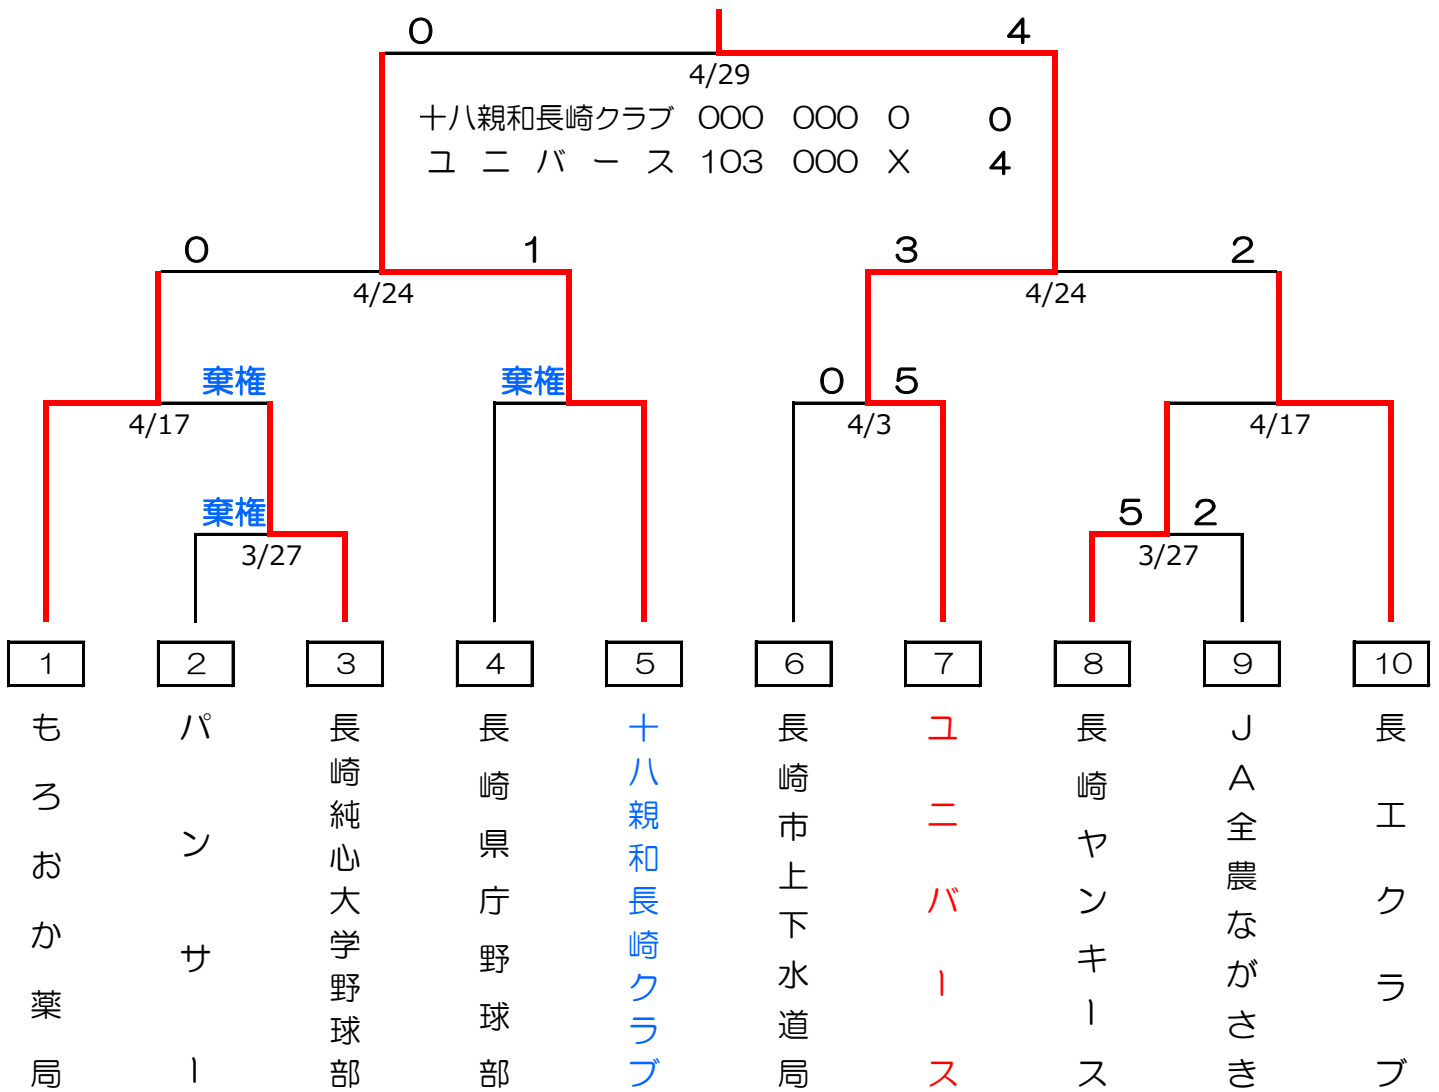 0 4
4/29
十八親和長崎クラブ 000 000 0 0
ユニバース 103 000 X 4
0 1 3 2
4/24 4/24
棄権 棄権 0 5
4/17 4/3 4/17
棄権 5 2
3/27 3/27
1 2 3 4 5 6 7 8 9 10
もろおか薬局
パンサー
長崎純心大学野球部
長崎県庁野球部
十八親和長崎クラブ
長崎市上下水道局
ユニバース
長崎ヤンキース
JA全農ながさき
長エクラブ